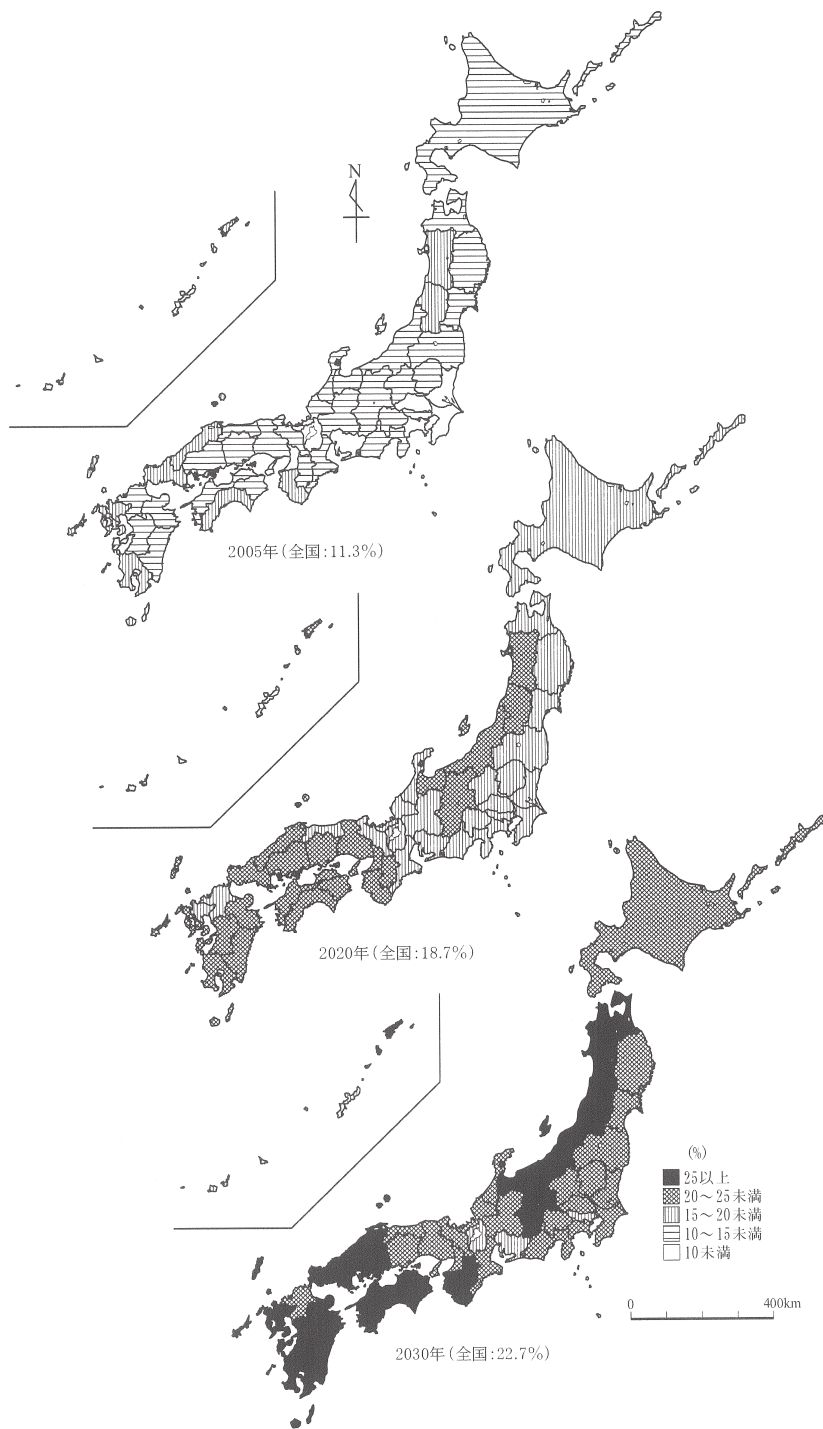 N
2005年(全国:11.3%)
2020年(全国:18.7%)
(%)
25以上
20〜25未満
15〜20未満
10〜15未満
10未満
0 400km
2030年(全国:22.7%)